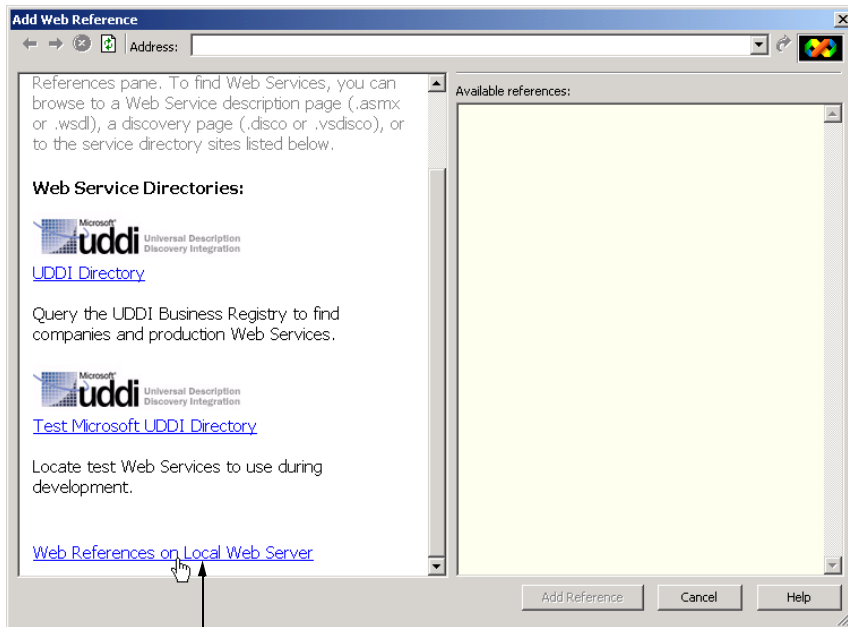 Add Web Reference
Address:
References pane. To find Web Services, you can
browse to a Web Service description page (.asmx
or .wsdl), a discovery page (.disco or .vsdisco), or
to the service directory sites listed below.
Web Service Directories:
Microsoft
uddi Universal Description
Discovery Integration
UDDI Directory
Query the UDDI Business Registry to find
companies and production Web Services.
Microsoft
uddi Universal Description
Discovery Integration
Test Microsoft UDDI Directory
Locate test Web Services to use during
development.
Web References on Local Web Server
Available references:
Add Reference
Cancel
Help